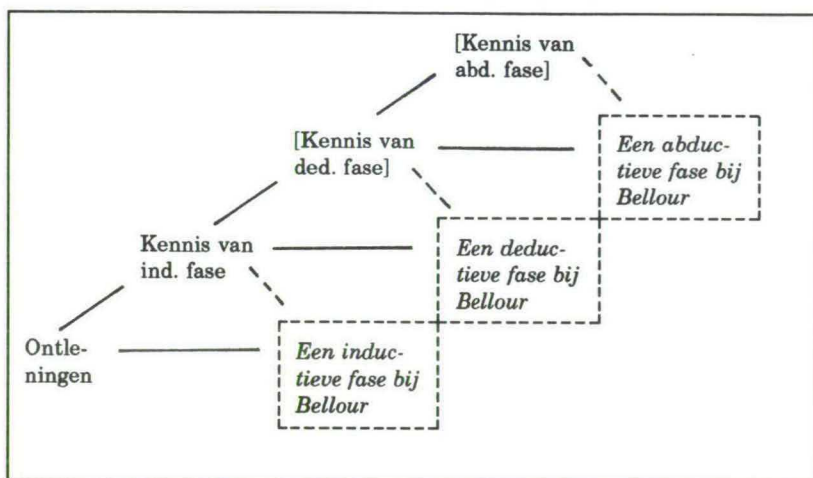 [Kennis van
abd. fase]
[Kennis van
ded. fase]
Een abduc-
tieve fase bij
Bellour
Kennis van
ind. fase
Een deduc-
tieve fase bij
Bellour
Ontle-
ningen
Een induc-
tieve fase bij
Bellour